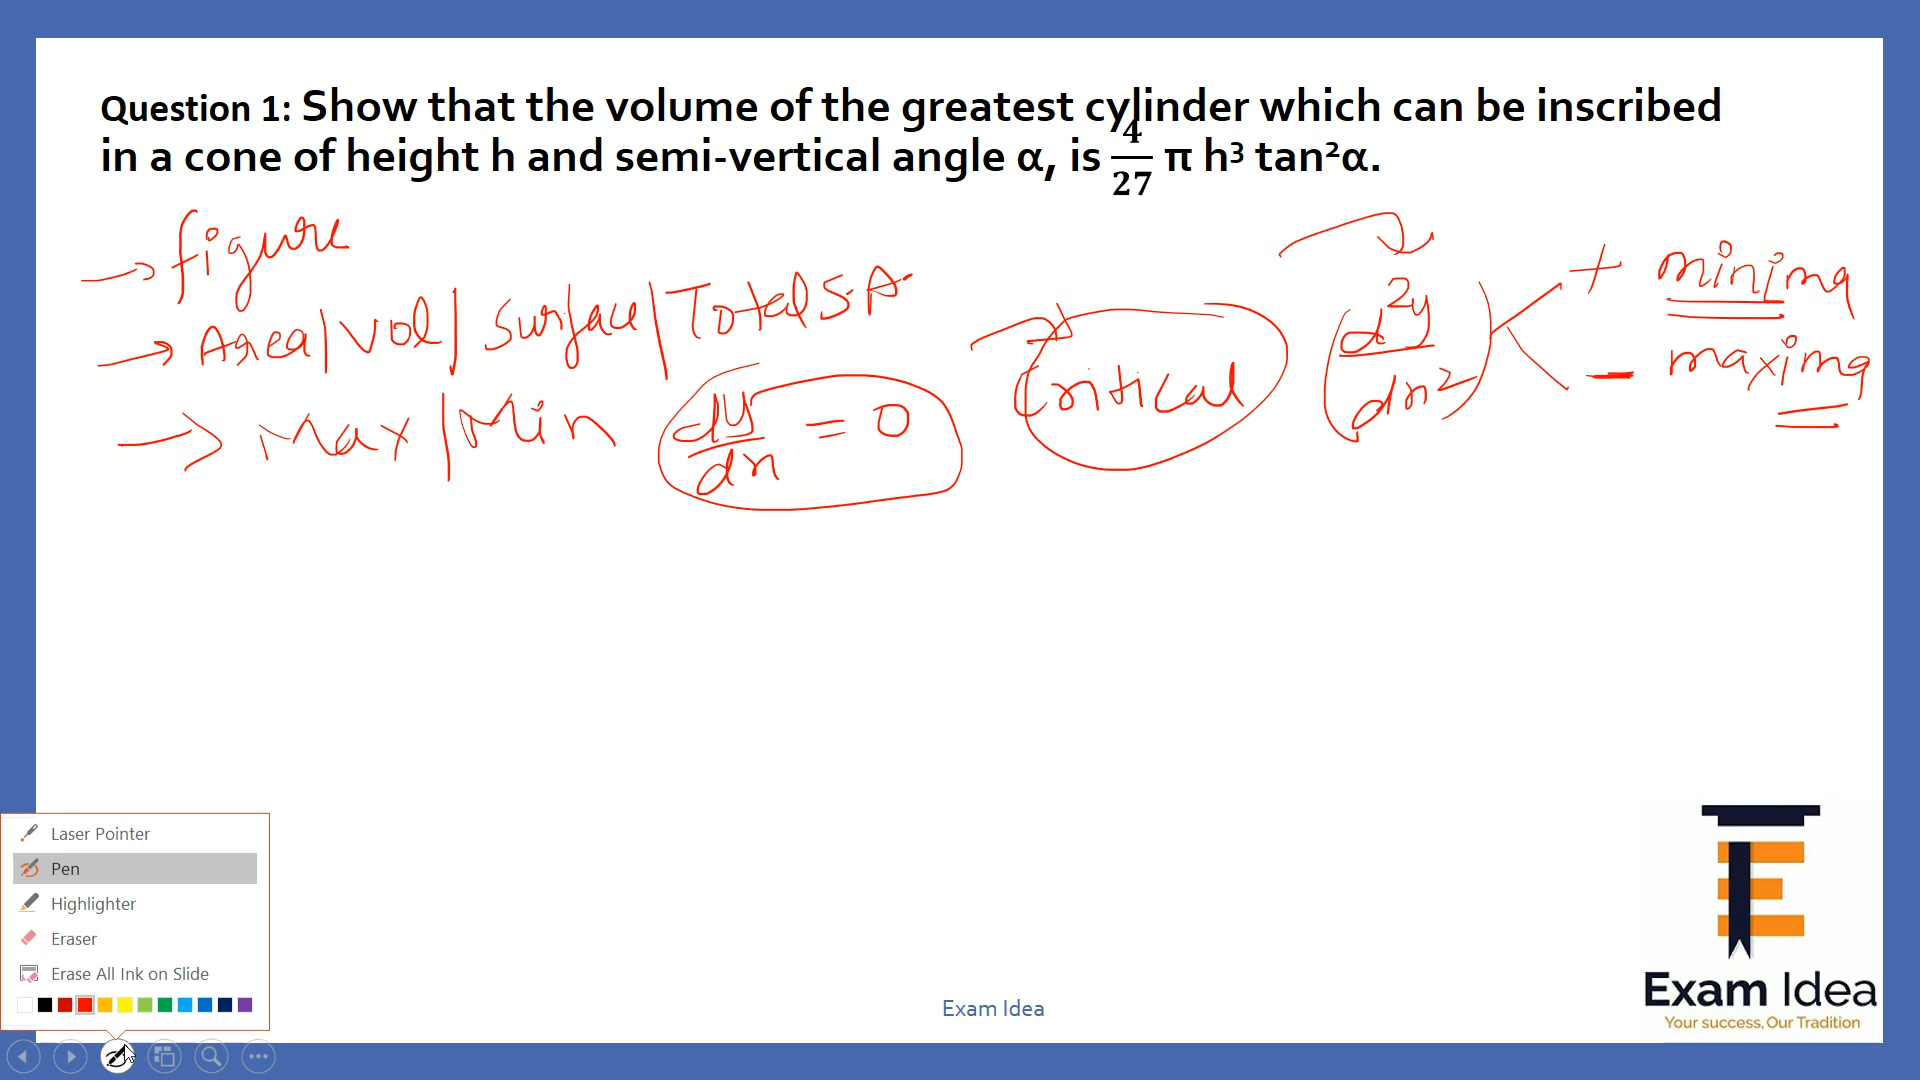 Question 1: Show that the volume of the greatest cylinder which can be inscribed
in a cone of height h and semi-vertical angle α, is 4/27 π h³ tan²α.
→ figure
→ Area | Vol | Surface | Total S.A.
→ Max | Min dy/dx = 0
Critical
d²y/dx²
+ minima
- maxima
Laser Pointer
Pen
Highlighter
Eraser
Erase All Ink on Slide
Exam Idea
E
Exam Idea
Your success, Our Tradition